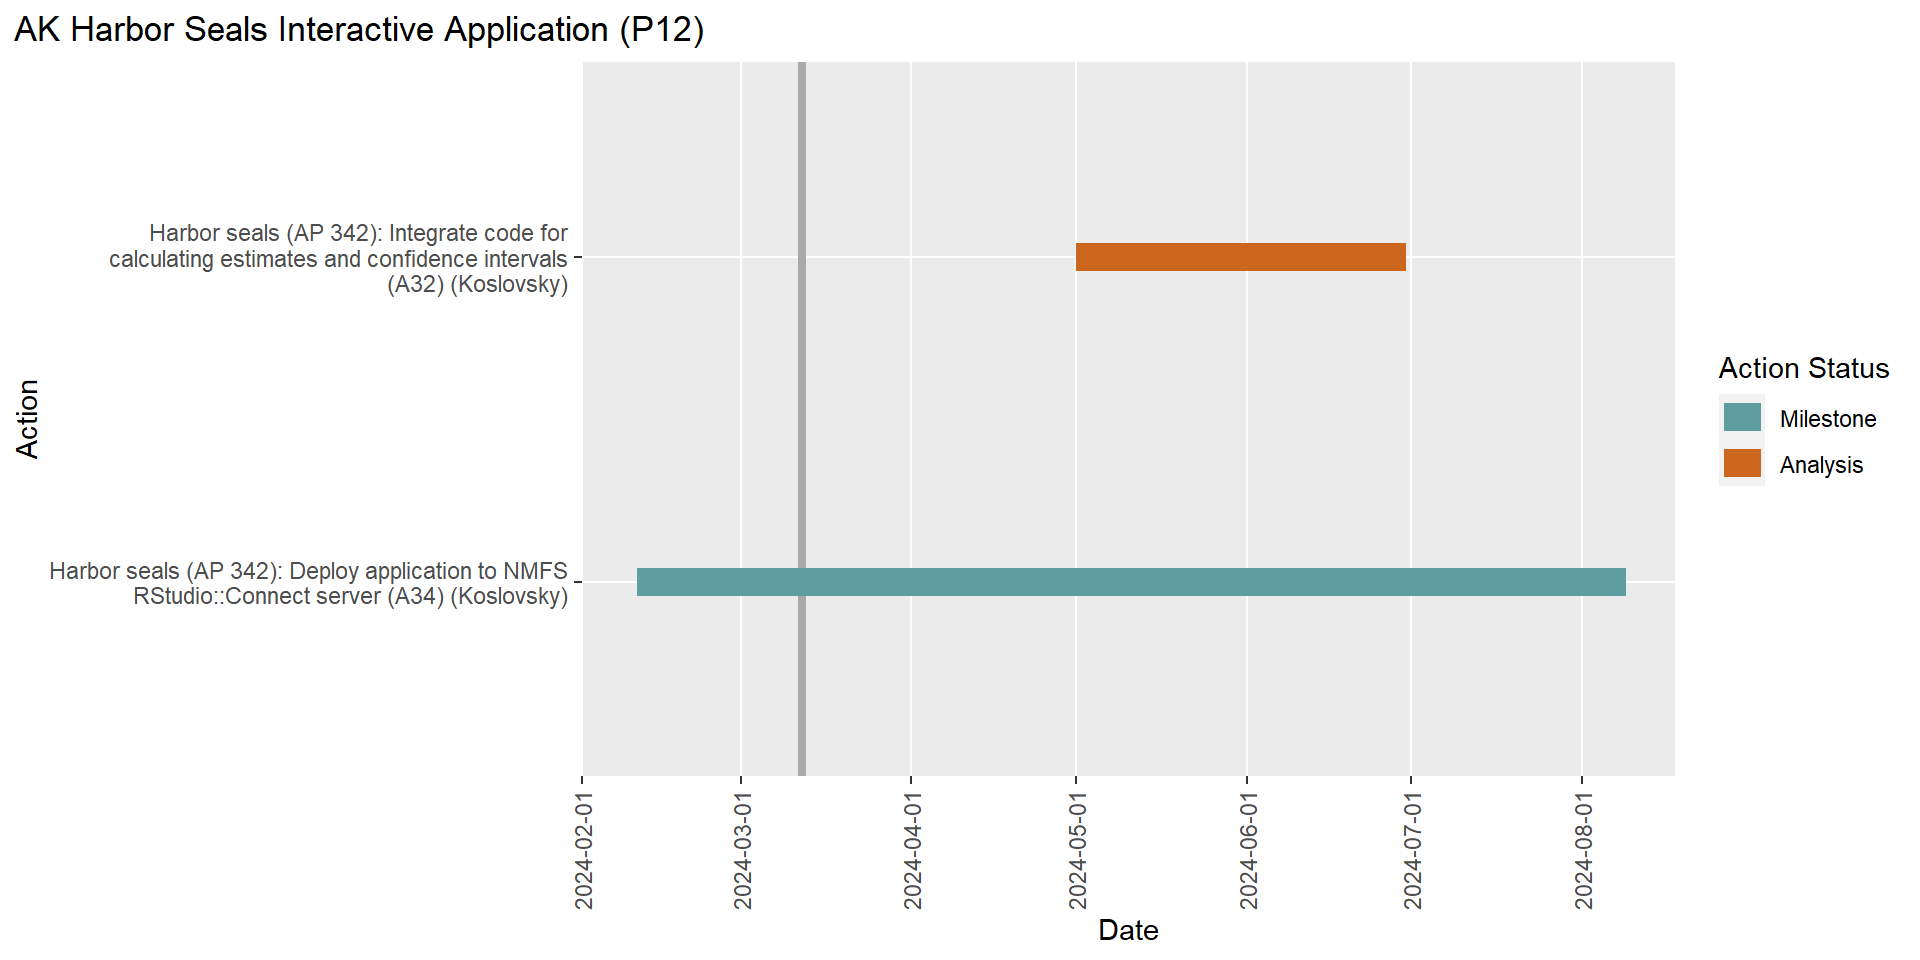 AK Harbor Seals Interactive Application (P12)
Harbor seals (AP 342): Integrate code for
calculating estimates and confidence intervals
(A32) (Koslovsky)
Harbor seals (AP 342): Deploy application to NMFS
RStudio::Connect server (A34) (Koslovsky)
Action
2024-02-01
2024-03-01
2024-04-01
2024-05-01
2024-06-01
2024-07-01
2024-08-01
Date
Action Status
Milestone
Analysis